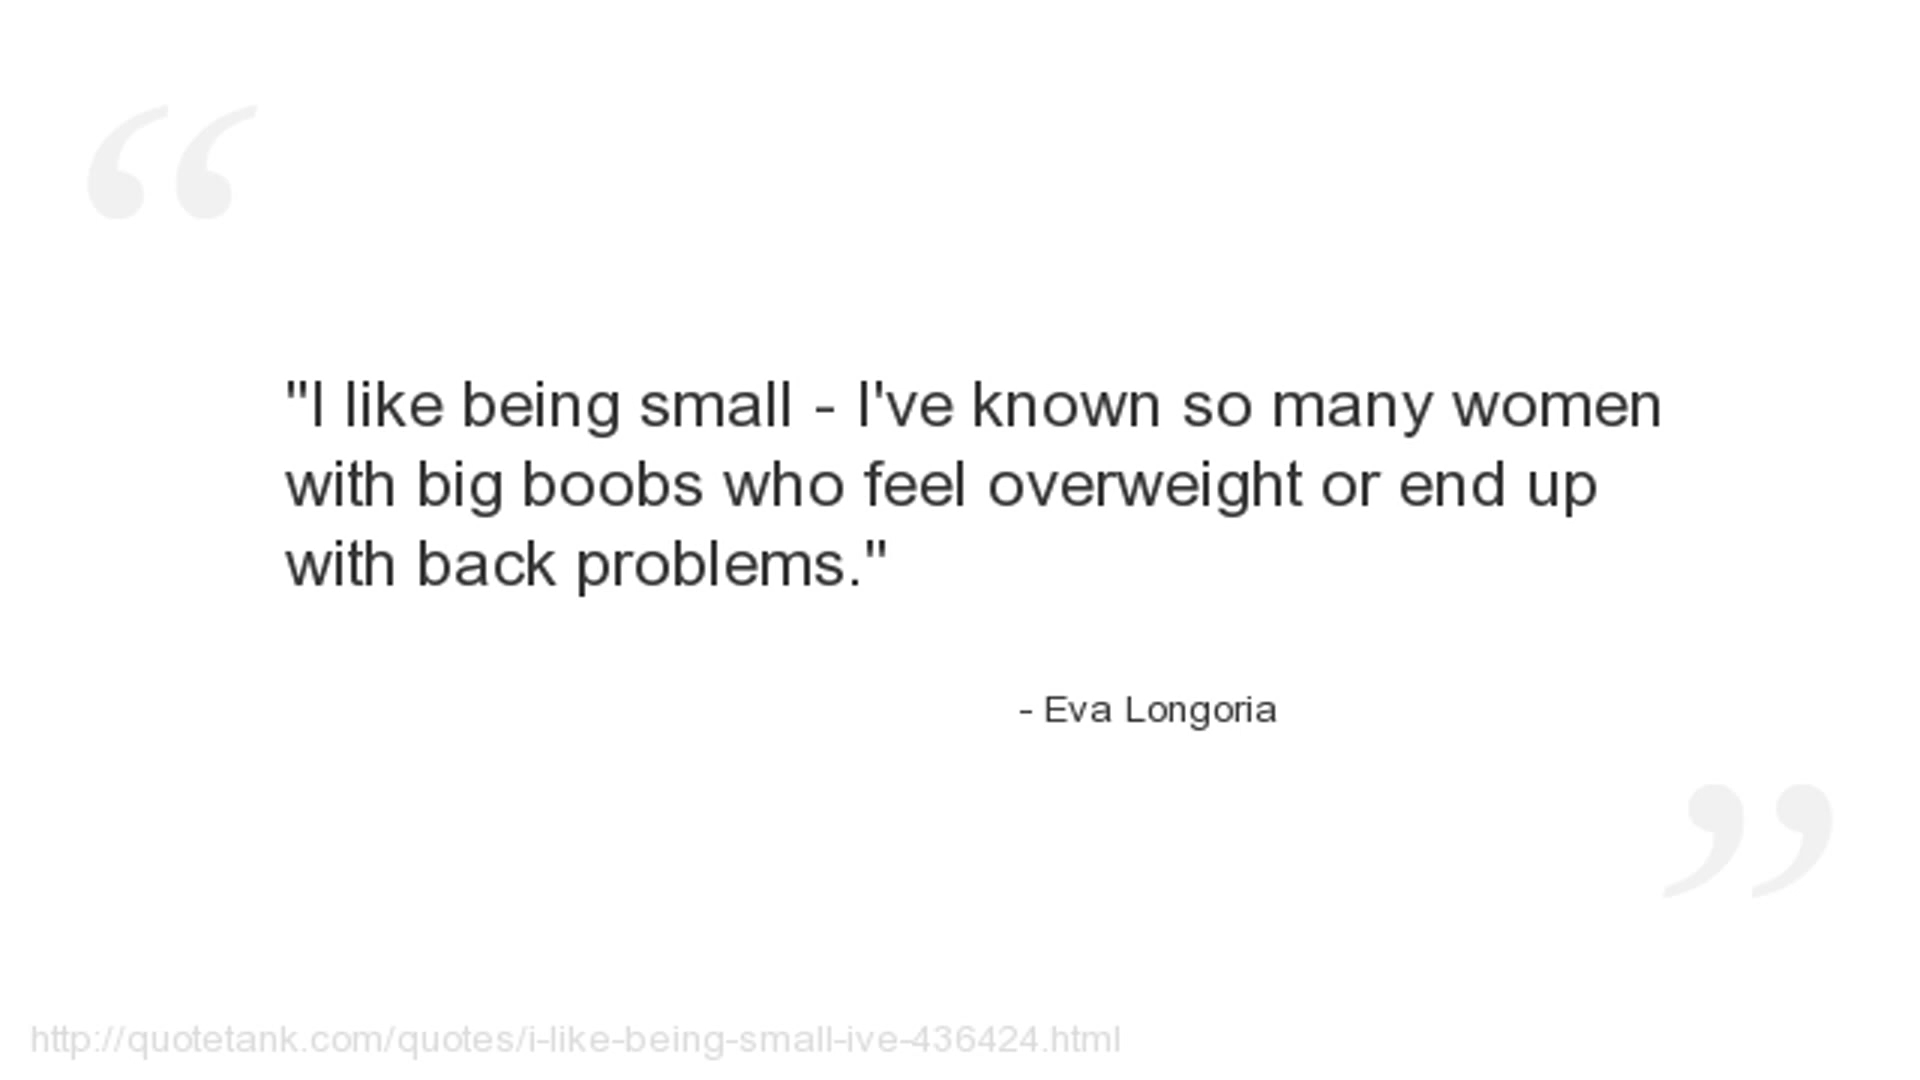 "I like being small - I've known so many women
with big boobs who feel overweight or end up
with back problems."
- Eva Longoria
http://quotetank.com/quotes/i-like-being-small-ive-436424.html